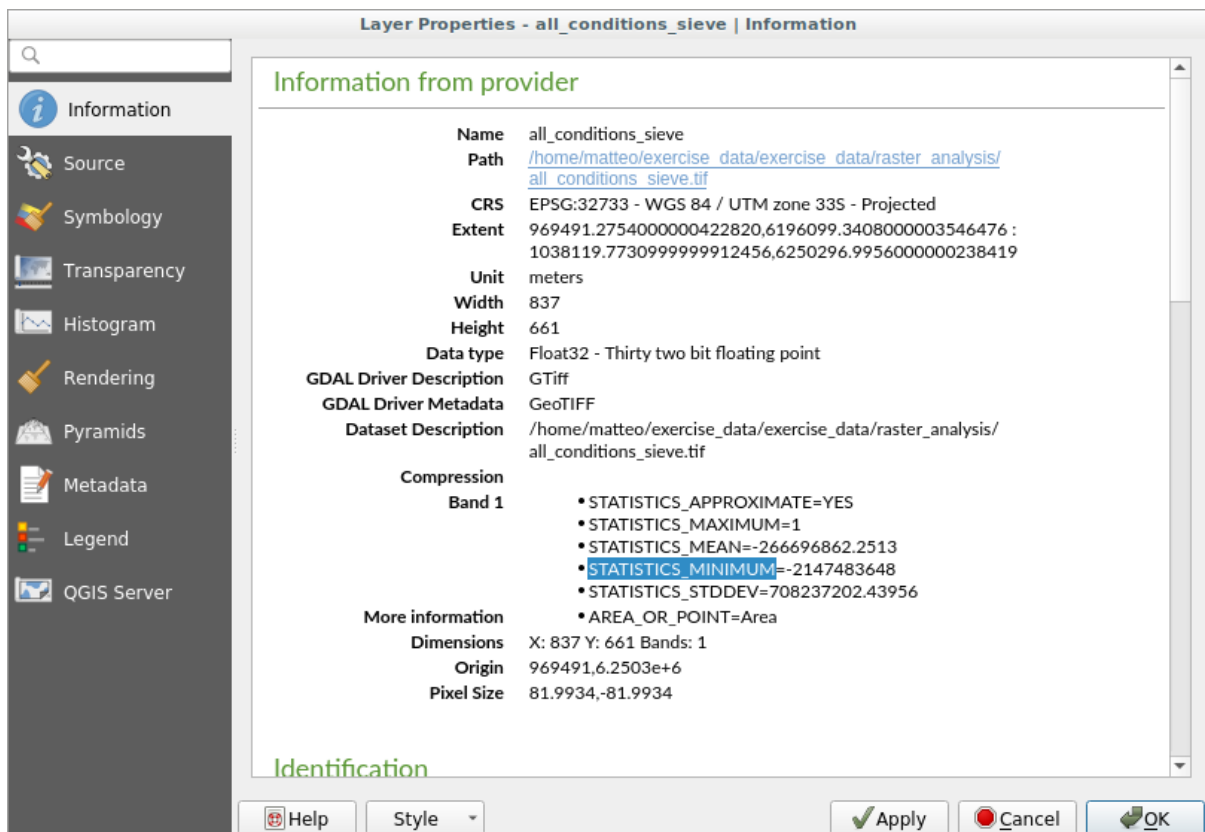 Layer Properties - all_conditions_sieve | Information
Information
Source
Symbology
Transparency
Histogram
Rendering
Pyramids
Metadata
Legend
QGIS Server
Information from provider
Name all_conditions_sieve
Path /home/matteo/exercise_data/exercise_data/raster_analysis/
all_conditions_sieve.tif
CRS EPSG:32733 - WGS 84 / UTM zone 33S - Projected
Extent 969491.2754000000422820,6196099.3408000003546476 :
1038119.7730999999912456,6250296.9956000000238419
Unit meters
Width 837
Height 661
Data type Float32 - Thirty two bit floating point
GDAL Driver Description GTiff
GDAL Driver Metadata GeoTIFF
Dataset Description /home/matteo/exercise_data/exercise_data/raster_analysis/
all_conditions_sieve.tif
Compression
Band 1 • STATISTICS_APPROXIMATE=YES
• STATISTICS_MAXIMUM=1
• STATISTICS_MEAN=-266696862.2513
• STATISTICS_MINIMUM=-2147483648
• STATISTICS_STDDEV=708237202.43956
More information • AREA_OR_POINT=Area
Dimensions X: 837 Y: 661 Bands: 1
Origin 969491,6.2503e+6
Pixel Size 81.9934,-81.9934
Identification
Help Style Apply Cancel OK